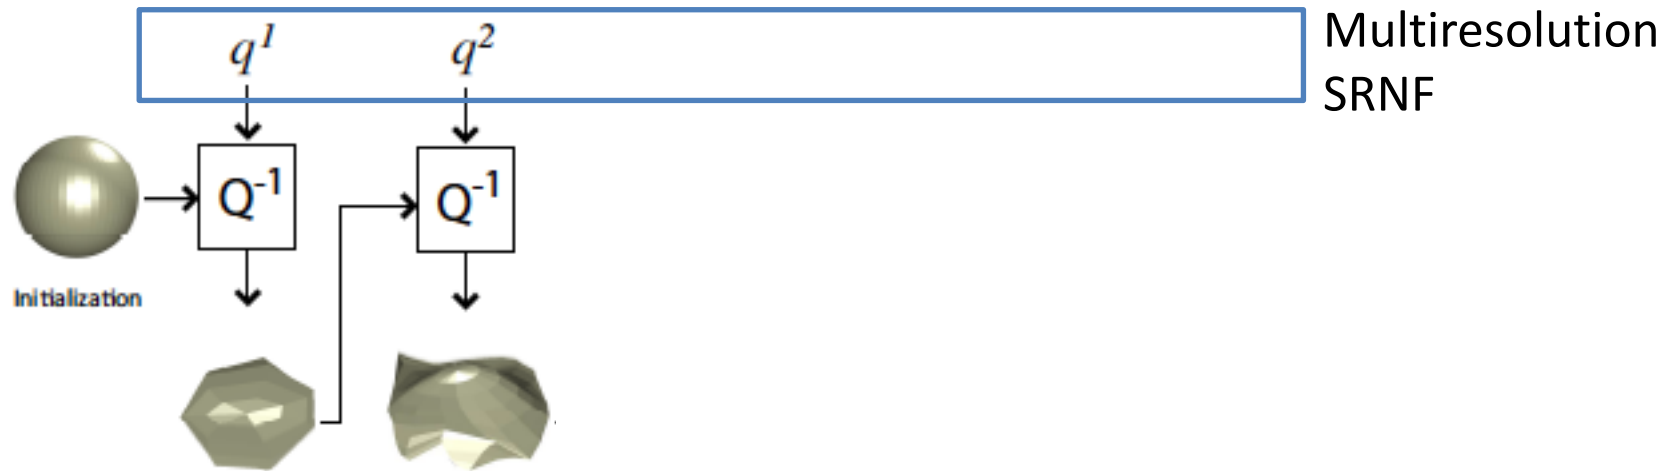 q¹ q²
Multiresolution
SRNF
Q⁻¹ Q⁻¹
Initialization